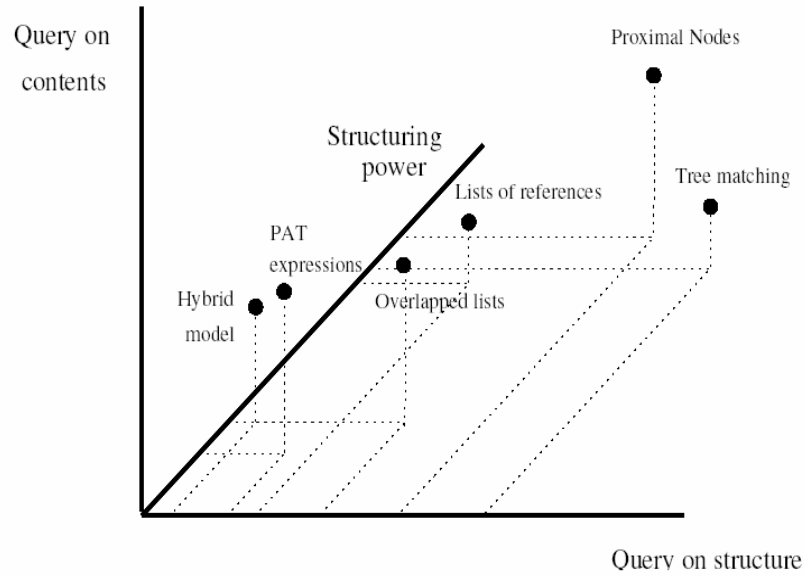 Query on
contents
Proximal Nodes
Structuring
power
Tree matching
Lists of references
PAT
expressions
Overlapped lists
Hybrid
model
Query on structure